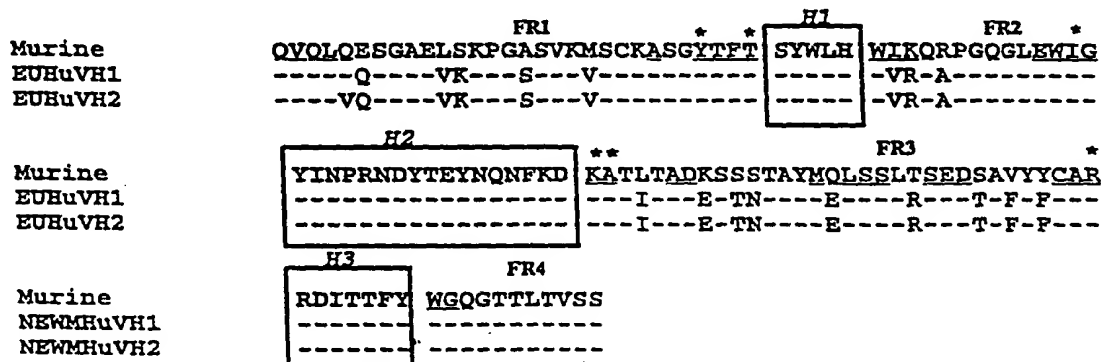 FR1 * * H1 FR2 *
Murine QVQLQESGAELSKPGASVKMSCKASGYTFT SYWLH WIKQRPGQGLEWIG
EUHuVH1 -----Q----VK---S---V---------- ----- -VR-A---------
EUHuVH2 ----VQ----VK---S---V---------- ----- -VR-A---------
H2 ** FR3 *
Murine YINPRNDYTEYNQNFKD KATLTADKSSSTAYMQLSSLTSEDSAVYYCAR
EUHuVH1 ----------------- ---I---E-TN----E----R---T-F-F---
EUHuVH2 ----------------- ---I---E-TN----E----R---T-F-F---
H3 FR4
Murine RDITTFY WGQGTTLTVSS
NEWMHuVH1 ------- -----------
NEWMHuVH2 ------- -----------